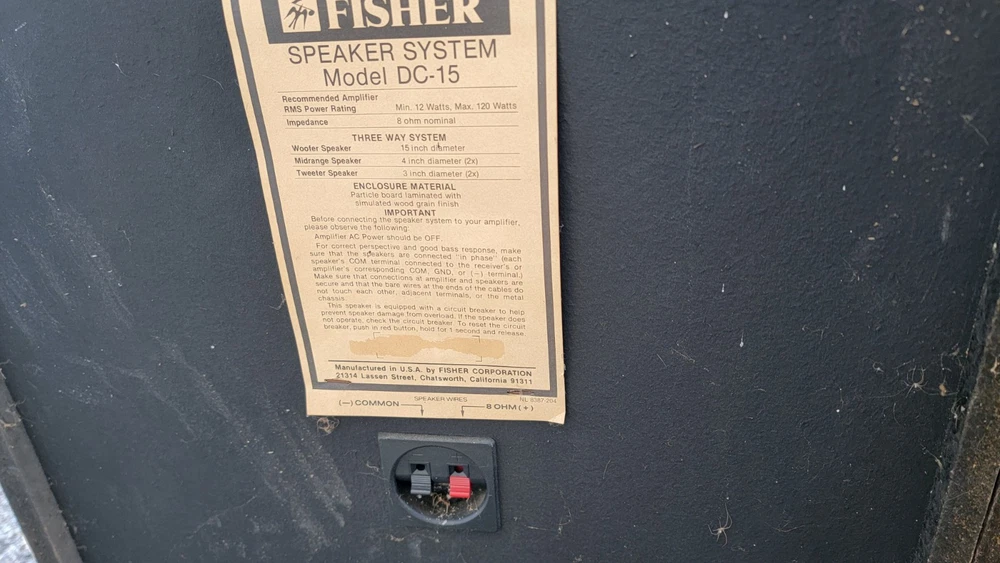 FISHER
SPEAKER SYSTEM
Model DC-15
Recommended Amplifier
RMS Power Rating Min. 12 Watts, Max. 120 Watts
Impedance 8 ohm nominal
THREE WAY SYSTEM
Woofer Speaker 15 inch diameter
Midrange Speaker 4 inch diameter (2x)
Tweeter Speaker 3 inch diameter (2x)
ENCLOSURE MATERIAL
Particle board laminated with
simulated wood grain finish
IMPORTANT
Before connecting the speaker system to your amplifier,
please observe the following:
Amplifier AC Power should be OFF.
For correct perspective and good bass response, make
sure that the speakers are connected "in phase" (each
speaker's COM terminal connected to the receiver's or
amplifier's corresponding COM, GND, or (-) terminal.)
Make sure that connections at amplifier and speakers are
secure and that the bare wires at the ends of the cables do
not touch each other, adjacent terminals, or the metal
chassis.
This speaker is equipped with a circuit breaker to help
prevent speaker damage from overload. If the speaker does
not operate, check the circuit breaker. To reset the circuit
breaker, push in red button, hold for 1 second and release.
Manufactured in U.S.A. by FISHER CORPORATION
21314 Lassen Street, Chatsworth, California 91311
SPEAKER WIRES NL 6387-204
(-) COMMON 8 OHM (+)